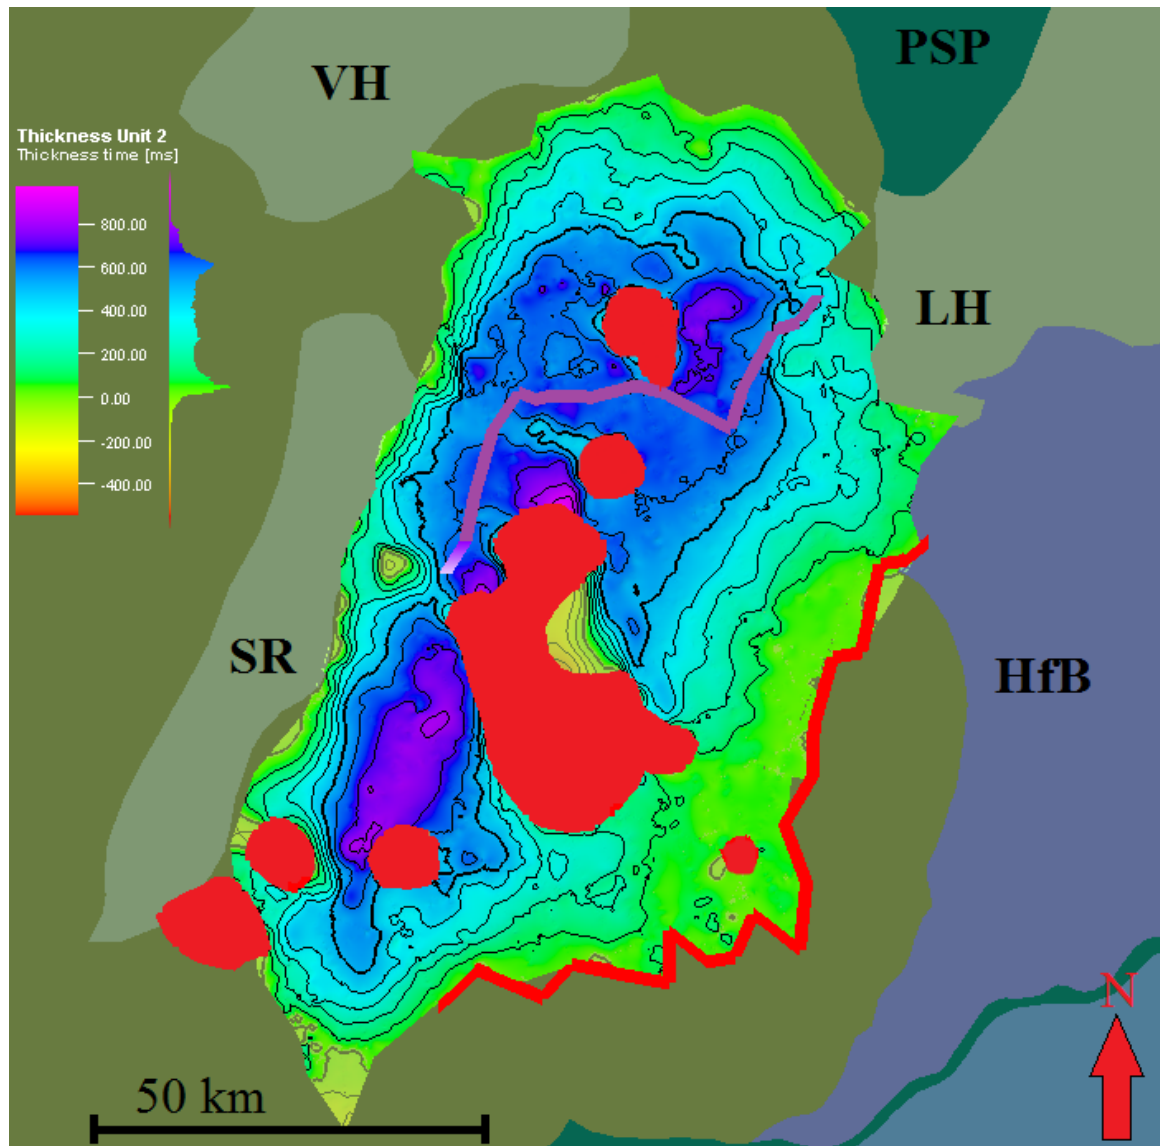 VH
PSP
Thickness Unit 2
Thickness time [ms]
800.00
600.00
400.00
200.00
0.00
-200.00
-400.00
LH
SR
HfB
N
50 km